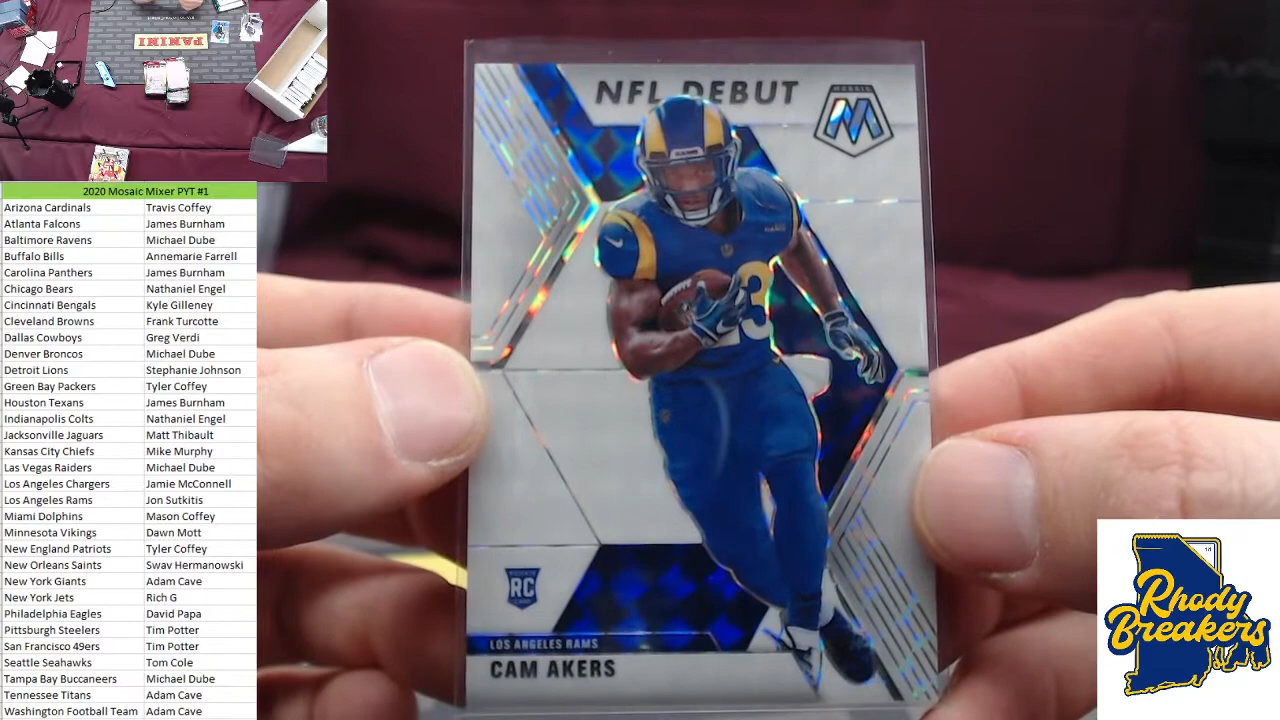 PANINI
2020 Mosaic Mixer PYT #1
Arizona Cardinals Travis Coffey
Atlanta Falcons James Burnham
Baltimore Ravens Michael Dube
Buffalo Bills Annemarie Farrell
Carolina Panthers James Burnham
Chicago Bears Nathaniel Engel
Cincinnati Bengals Kyle Gilleney
Cleveland Browns Frank Turcotte
Dallas Cowboys Greg Verdi
Denver Broncos Michael Dube
Detroit Lions Stephanie Johnson
Green Bay Packers Tyler Coffey
Houston Texans James Burnham
Indianapolis Colts Nathaniel Engel
Jacksonville Jaguars Matt Thibault
Kansas City Chiefs Mike Murphy
Las Vegas Raiders Michael Dube
Los Angeles Chargers Jamie McConnell
Los Angeles Rams Jon Sutkitis
Miami Dolphins Mason Coffey
Minnesota Vikings Dawn Mott
New England Patriots Tyler Coffey
New Orleans Saints Swav Hermanowski
New York Giants Adam Cave
New York Jets Rich G
Philadelphia Eagles David Papa
Pittsburgh Steelers Tim Potter
San Francisco 49ers Tim Potter
Seattle Seahawks Tom Cole
Tampa Bay Buccaneers Michael Dube
Tennessee Titans Adam Cave
Washington Football Team Adam Cave
NFL DEBUT
MOSAIC
M
23
RC
LOS ANGELES RAMS
CAM AKERS
Rhody
Breakers